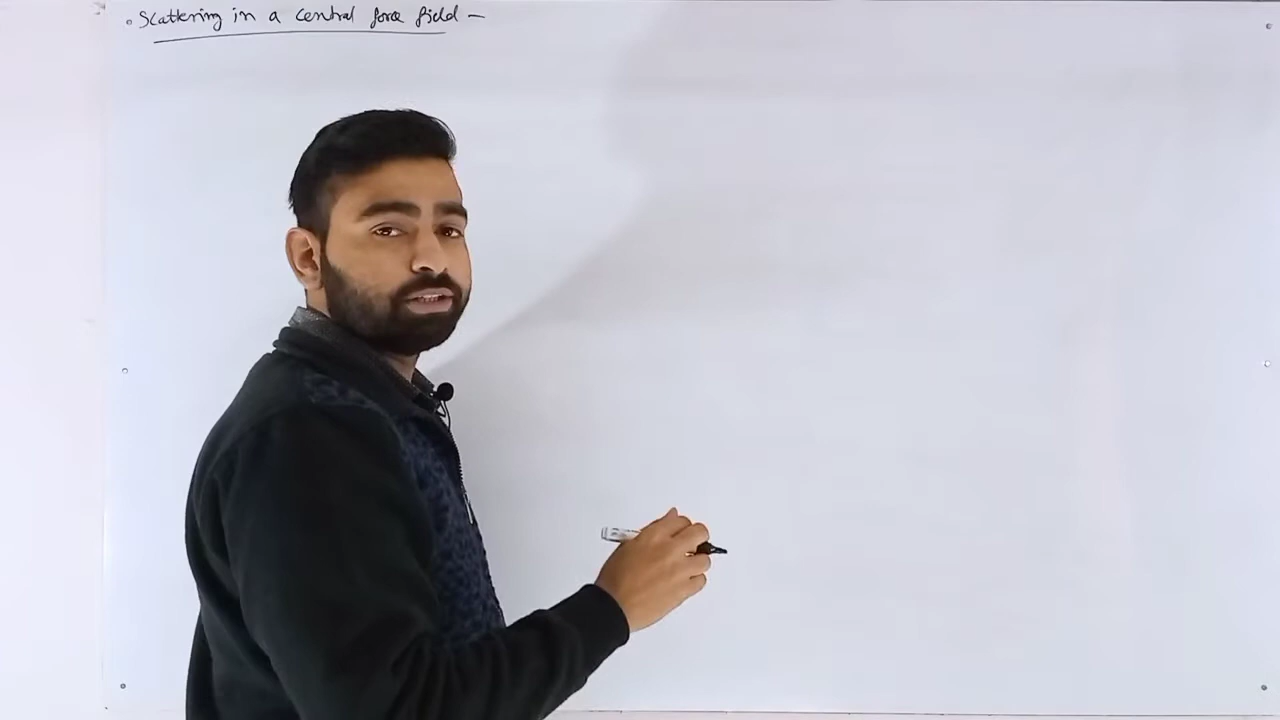 • Scattering in a central force field -